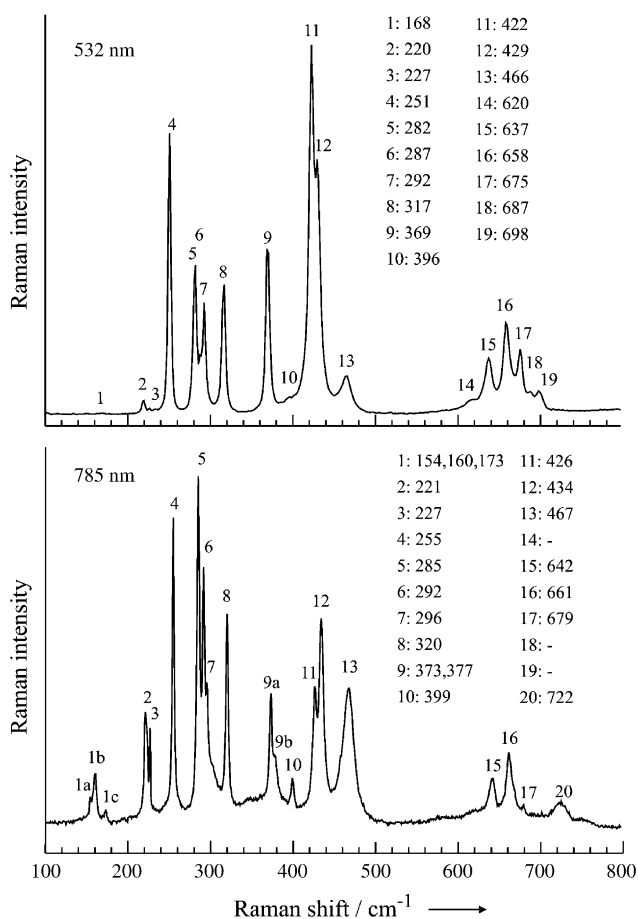 532 nm
Raman intensity
1: 168 11: 422
2: 220 12: 429
3: 227 13: 466
4: 251 14: 620
5: 282 15: 637
6: 287 16: 658
7: 292 17: 675
8: 317 18: 687
9: 369 19: 698
10: 396
1 2 3 4 5 6 7 8 9 10 11 12 13 14 15 16 17 18 19
785 nm
Raman intensity
1: 154,160,173 11: 426
2: 221 12: 434
3: 227 13: 467
4: 255 14: -
5: 285 15: 642
6: 292 16: 661
7: 296 17: 679
8: 320 18: -
9: 373,377 19: -
10: 399 20: 722
1a 1b 1c 2 3 4 5 6 7 8 9a 9b 10 11 12 13 15 16 17 20
100 200 300 400 500 600 700 800
Raman shift / cm-1